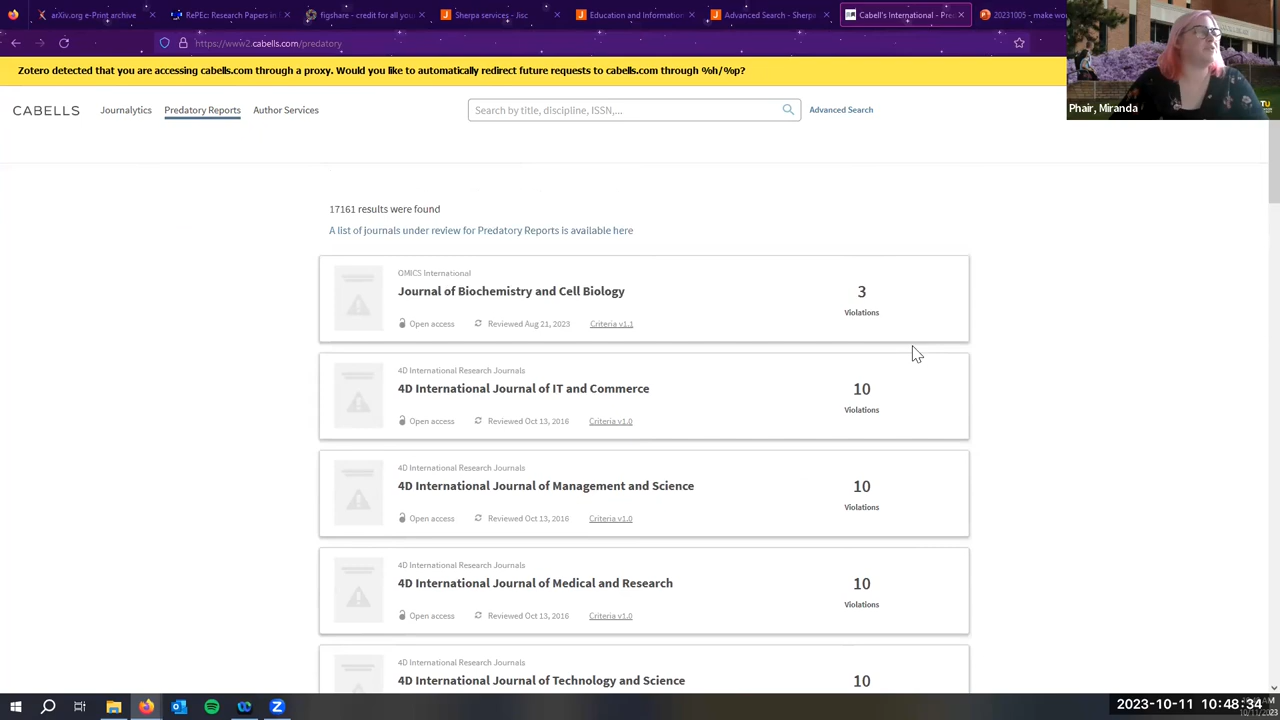 arXiv.org e-Print archive
RePEc: Research Papers in
figshare - credit for all you
Sherpa services - Jisc
Education and Information
Advanced Search - Sherpa
Cabell's International - Pre
20231005 - make wo
https://www2.cabells.com/predatory
Zotero detected that you are accessing cabells.com through a proxy. Would you like to automatically redirect future requests to cabells.com through %h/%p?
Phair, Miranda
TU
CABELLS
Journalytics
Predatory Reports
Author Services
Search by title, discipline, ISSN,...
Advanced Search
17161 results were found
A list of journals under review for Predatory Reports is available here
OMICS International
Journal of Biochemistry and Cell Biology
Open access
Reviewed Aug 21, 2023
Criteria v1.1
3
Violations
4D International Research Journals
4D International Journal of IT and Commerce
Open access
Reviewed Oct 13, 2016
Criteria v1.0
10
Violations
4D International Research Journals
4D International Journal of Management and Science
Open access
Reviewed Oct 13, 2016
Criteria v1.0
10
Violations
4D International Research Journals
4D International Journal of Medical and Research
Open access
Reviewed Oct 13, 2016
Criteria v1.0
10
Violations
4D International Research Journals
4D International Journal of Technology and Science
10
2023-10-11 10:48:34